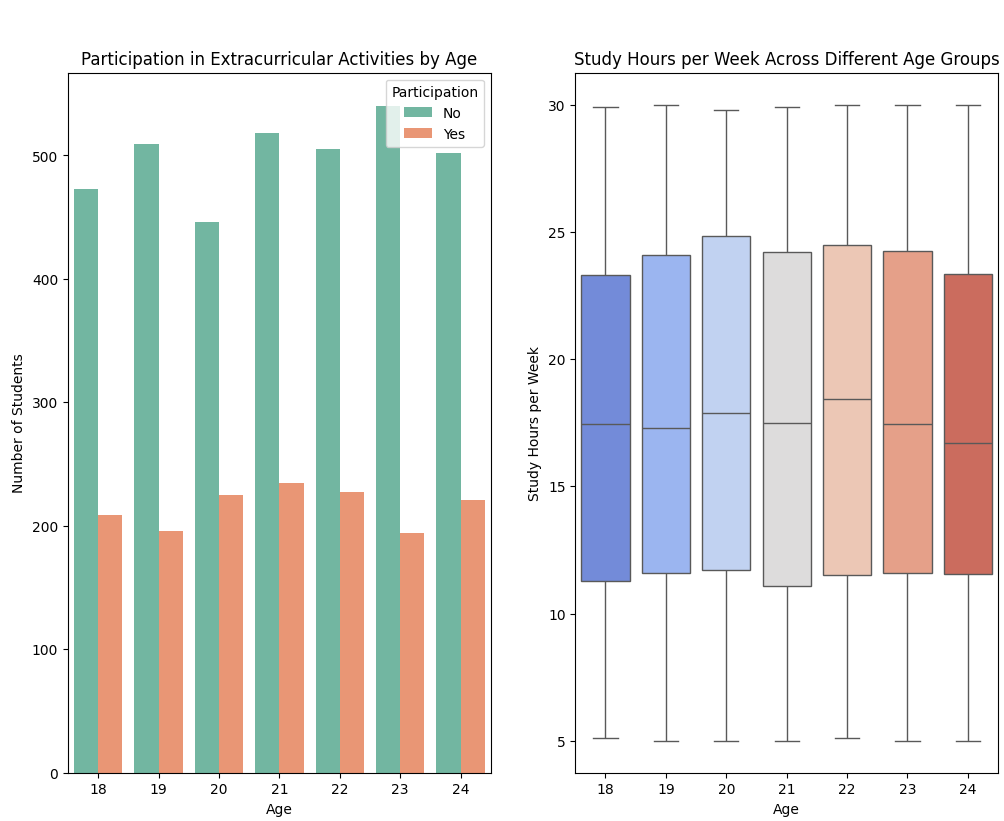 Participation in Extracurricular Activities by Age
Participation
No
Yes
Number of Students
500
400
300
200
100
0
18 19 20 21 22 23 24
Age
Study Hours per Week Across Different Age Groups
Study Hours per Week
30
25
20
15
10
5
18 19 20 21 22 23 24
Age